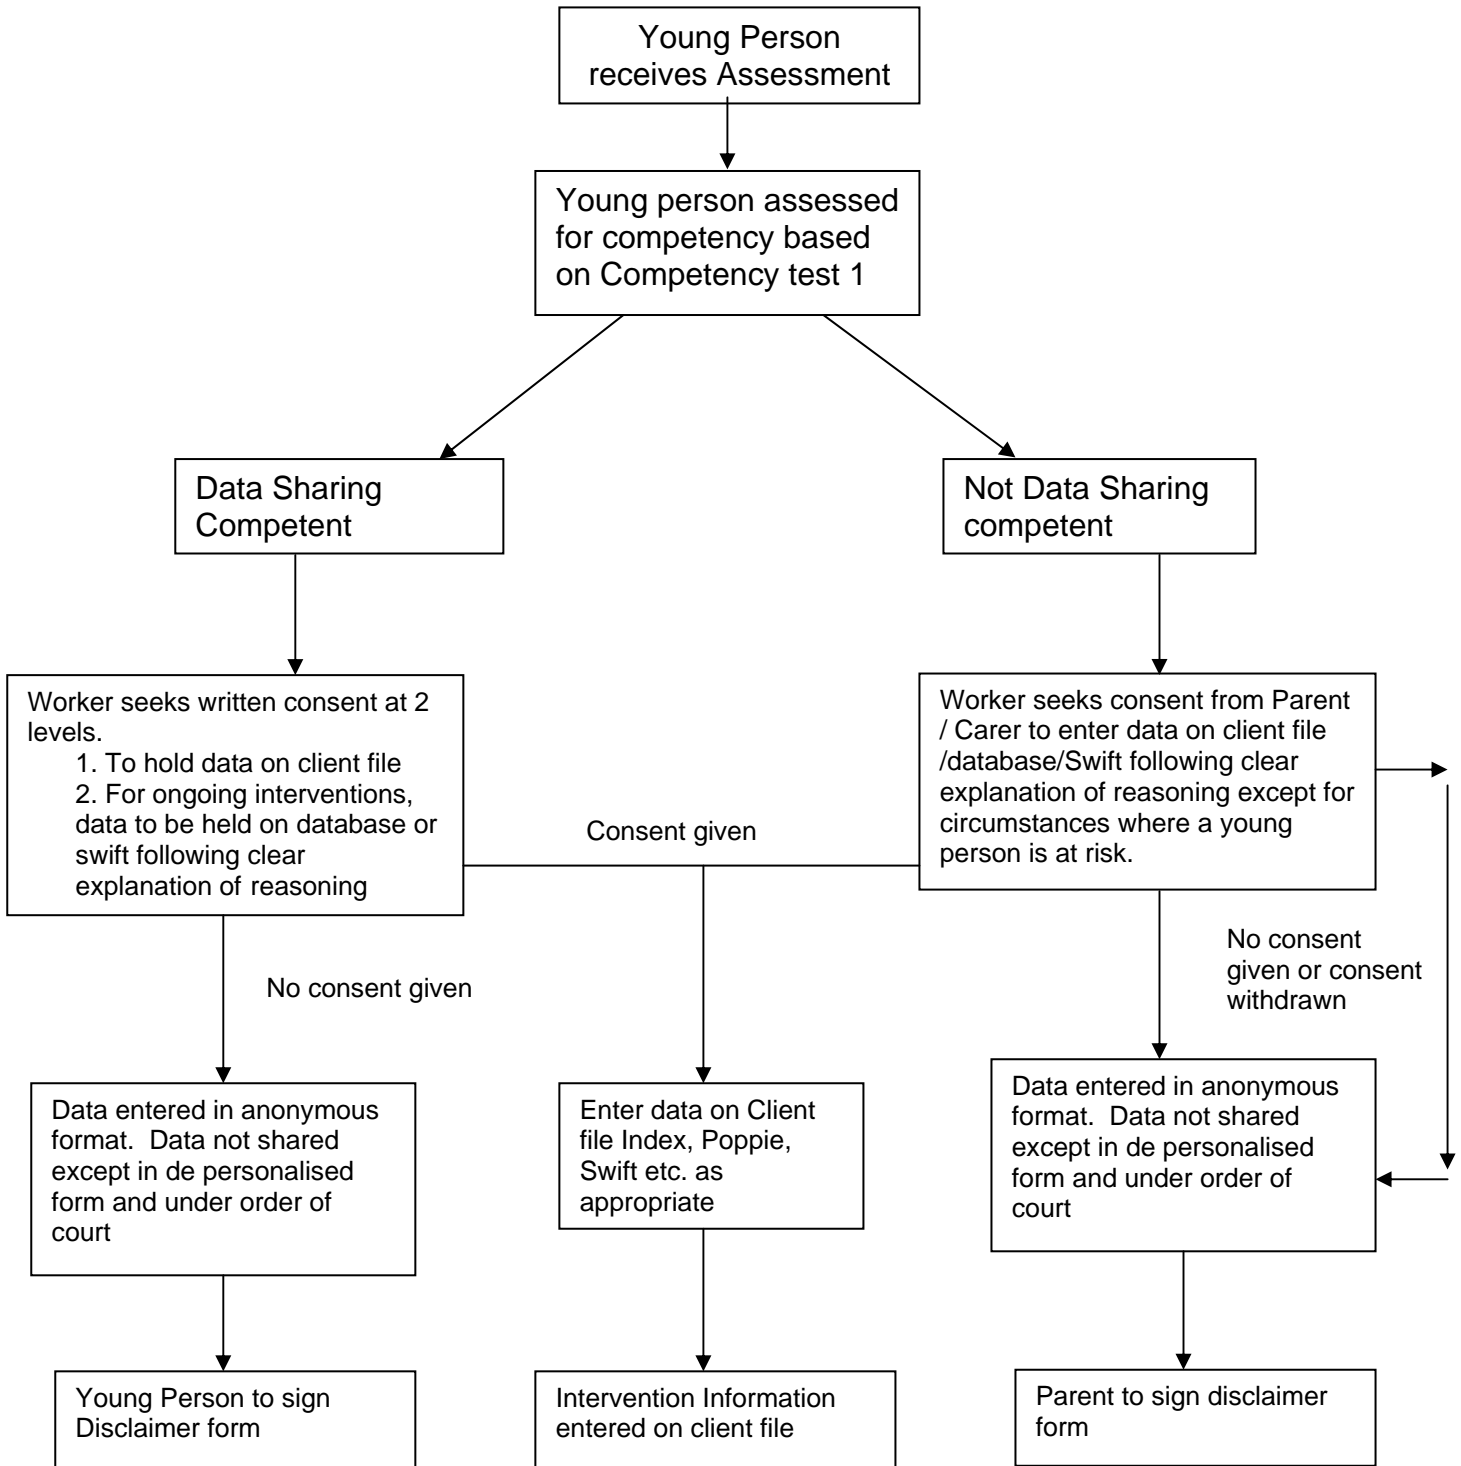 Young Person
receives Assessment
Young person assessed
for competency based
on Competency test 1
Data Sharing
Competent
Not Data Sharing
competent
Worker seeks written consent at 2
levels.
1. To hold data on client file
2. For ongoing interventions,
data to be held on database or
swift following clear
explanation of reasoning
Consent given
Worker seeks consent from Parent
/ Carer to enter data on client file
/database/Swift following clear
explanation of reasoning except for
circumstances where a young
person is at risk.
No consent given
No consent
given or consent
withdrawn
Data entered in anonymous
format.  Data not shared
except in de personalised
form and under order of
court
Enter data on Client
file Index, Poppie,
Swift etc. as
appropriate
Data entered in anonymous
format.  Data not shared
except in de personalised
form and under order of
court
Young Person to sign
Disclaimer form
Intervention Information
entered on client file
Parent to sign disclaimer
form